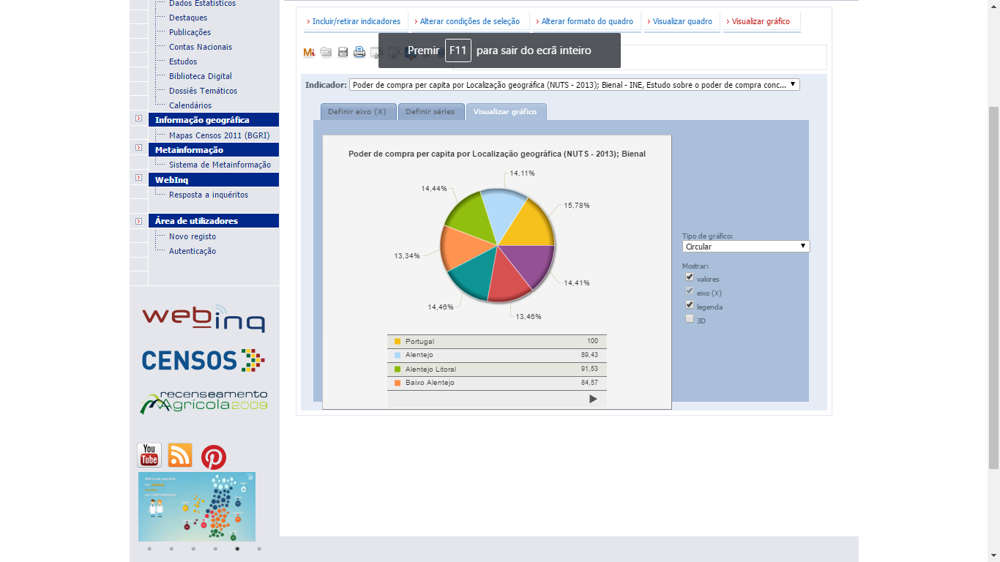 Dados Estatísticos
Destaques
Publicações
Contas Nacionais
Estudos
Biblioteca Digital
Dossiês Temáticos
Calendários
Informação geográfica
Mapas Censos 2011 (BGRI)
Metainformação
Sistema de Metainformação
WebInq
Resposta a inquéritos
Área de utilizadores
Novo registo
Autenticação
webinq
CENSOS
recenseamento
Agrícola2009
You
Tube
Incluir/retirar indicadores
Alterar condições de seleção
Alterar formato do quadro
Visualizar quadro
Visualizar gráfico
Mi
Premir F11 para sair do ecrã inteiro
Indicador: Poder de compra per capita por Localização geográfica (NUTS - 2013); Bienal - INE, Estudo sobre o poder de compra conc...
Definir eixo (X)
Definir séries
Visualizar gráfico
Poder de compra per capita por Localização geográfica (NUTS - 2013); Bienal
14,11%
14,44%
15,78%
13,34%
14,41%
14,46%
13,46%
Portugal 100
Alentejo 89,43
Alentejo Litoral 91,53
Baixo Alentejo 84,57
Tipo de gráfico:
Circular
Mostrar:
valores
eixo (X)
legenda
3D